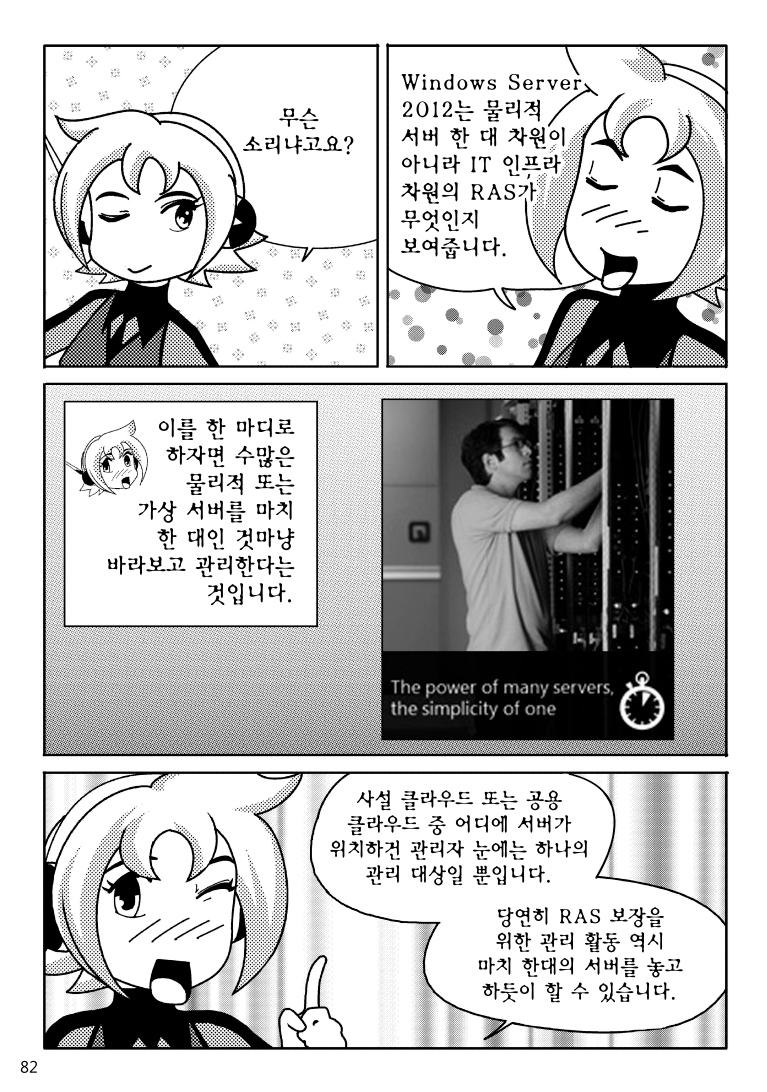 무슨
소리냐고요?
Windows Server
2012는 물리적
서버 한 대 차원이
아니라 IT 인프라
차원의 RAS가
무엇인지
보여줍니다.
이를 한 마디로
하자면 수많은
물리적 또는
가상 서버를 마치
한 대인 것마냥
바라보고 관리한다는
것입니다.
The power of many servers,
the simplicity of one
사설 클라우드 또는 공용
클라우드 중 어디에 서버가
위치하건 관리자 눈에는 하나의
관리 대상일 뿐입니다.
당연히 RAS 보장을
위한 관리 활동 역시
마치 한대의 서버를 놓고
하듯이 할 수 있습니다.
82